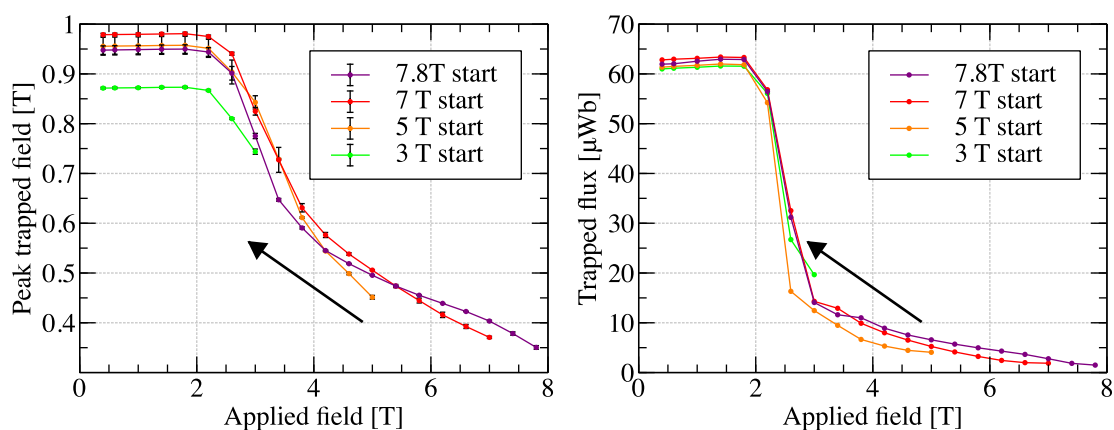 1
0.9
0.8
0.7
0.6
0.5
0.4
0 2 4 6 8
Peak trapped field [T]
Applied field [T]
7.8T start
7 T start
5 T start
3 T start
70
60
50
40
30
20
10
0
0 2 4 6 8
Trapped flux [μWb]
Applied field [T]
7.8T start
7 T start
5 T start
3 T start